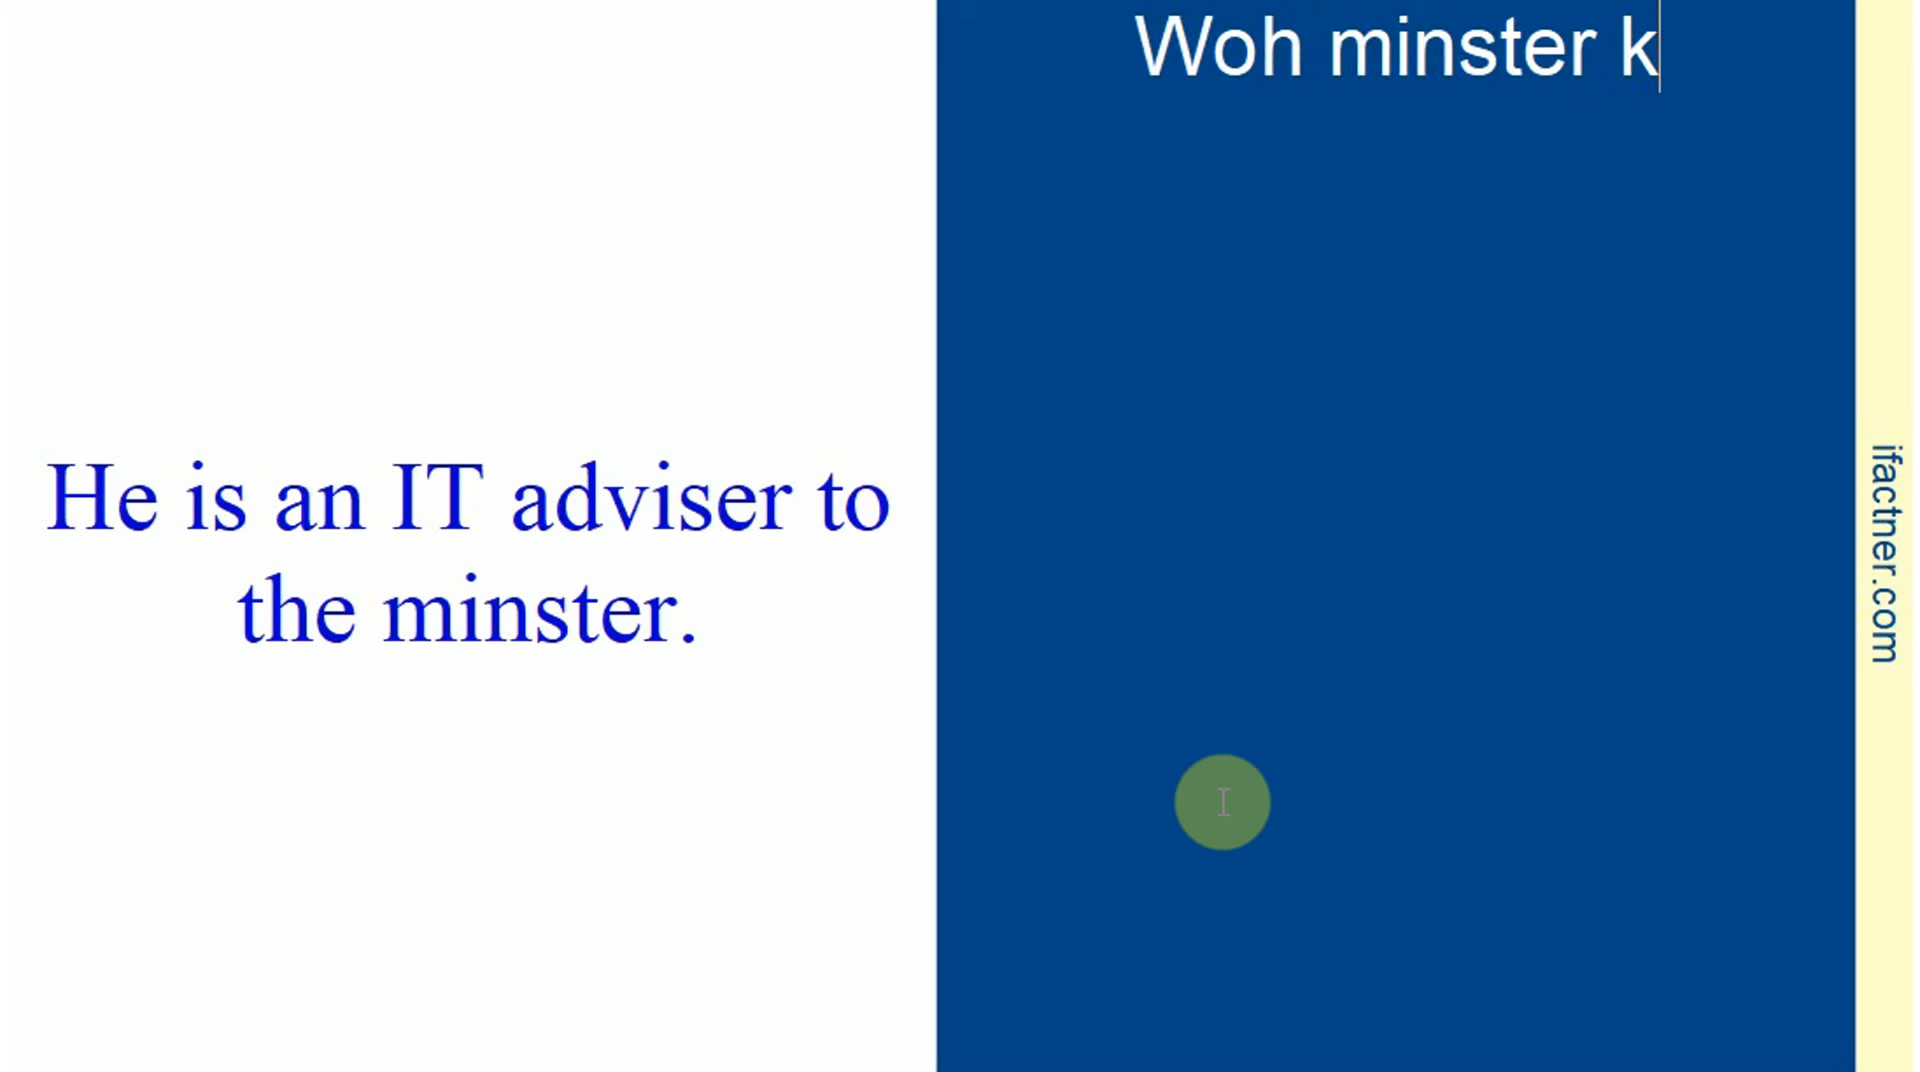 He is an IT adviser to
the minster.
Woh minster k
ifactner.com